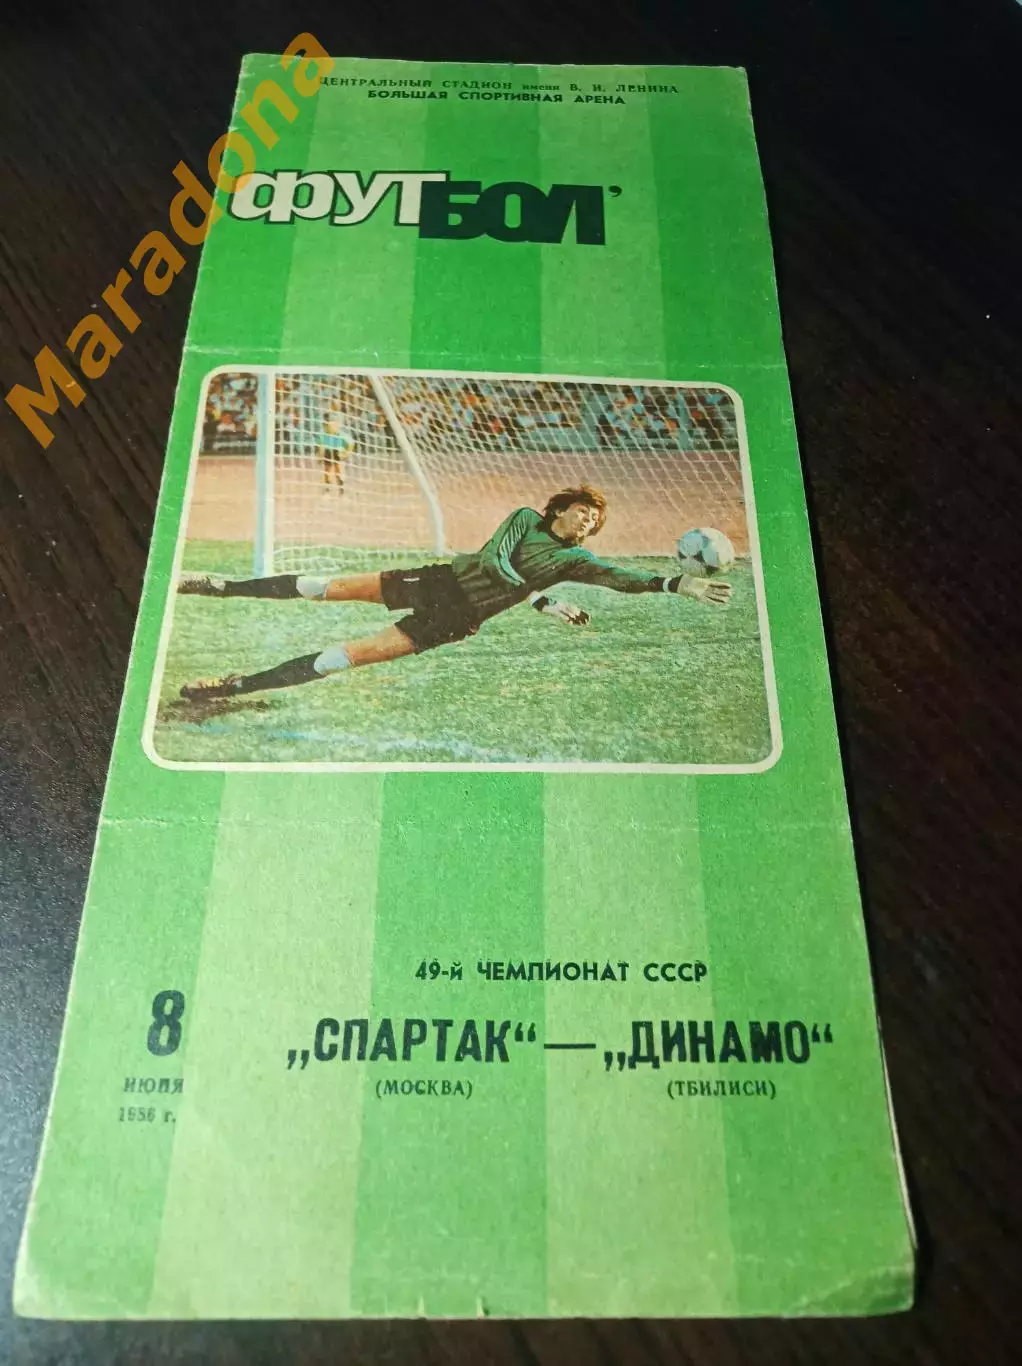 Maradona
ЦЕНТРАЛЬНЫЙ СТАДИОН имени В. И. ЛЕНИНА
БОЛЬШАЯ СПОРТИВНАЯ АРЕНА
ФУТБОЛ'
49-й ЧЕМПИОНАТ СССР
8 „СПАРТАК“—„ДИНАМО“
ИЮНЯ (МОСКВА) (ТБИЛИСИ)
1986 г.